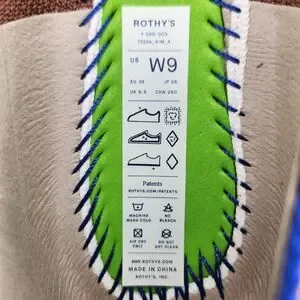 ROTHY'S
US W9
EU 39 JP 26
UK 6.5 CHN 260
Patents
ROTHYS.COM/PATENTS
MACHINE WASH COLD
NO BLEACH
AIR DRY ONLY
DO NOT DRY CLEAN
WWW.ROTHYS.COM
MADE IN CHINA
ROTHY'S, INC.